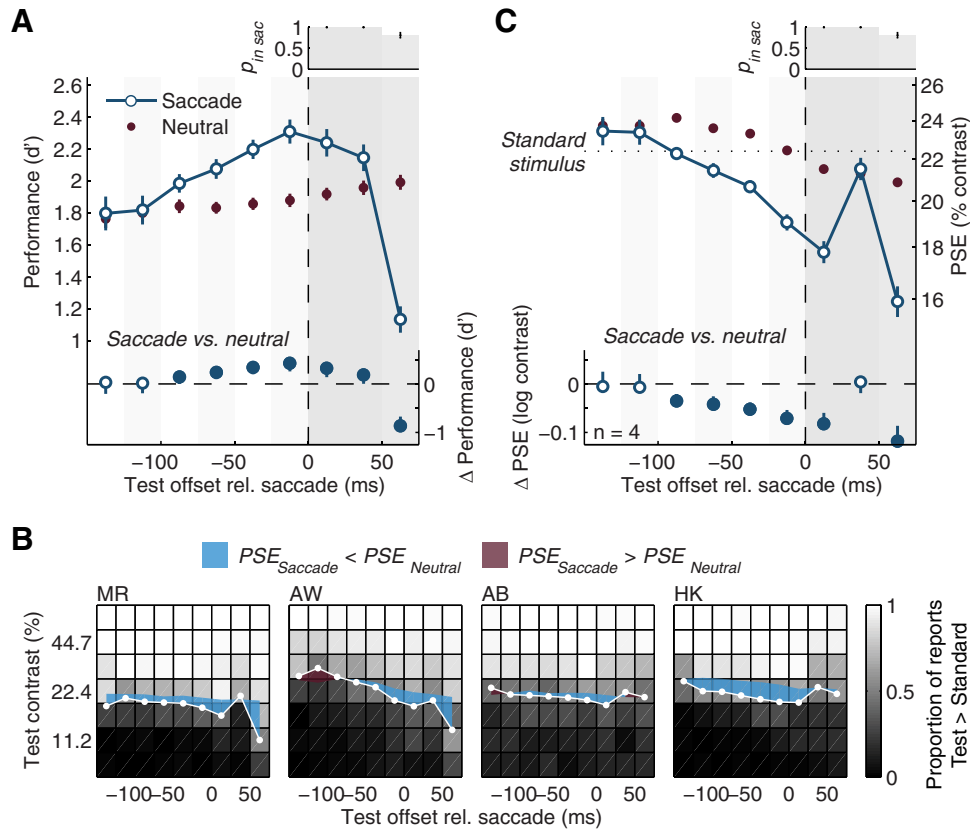 A
p in sac
1
0.5
0
Performance (d')
2.6
2.4
2.2
2
1.8
1.6
1.4
1.2
1
Saccade
Neutral
Saccade vs. neutral
0
−1
Δ Performance (d')
−100
−50
0
50
Test offset rel. saccade (ms)
C
p in sac
1
0.5
0
Standard
stimulus
26
24
22
20
18
16
PSE (% contrast)
Saccade vs. neutral
0
−0.1
Δ PSE (log contrast)
n = 4
−100
−50
0
50
Test offset rel. saccade (ms)
B
PSE Saccade < PSE Neutral
PSE Saccade > PSE Neutral
MR
AW
AB
HK
Test contrast (%)
44.7
22.4
11.2
−100 −50 0 50
−100 −50 0 50
−100 −50 0 50
−100 −50 0 50
Test offset rel. saccade (ms)
1
0.5
0
Proportion of reports
Test > Standard